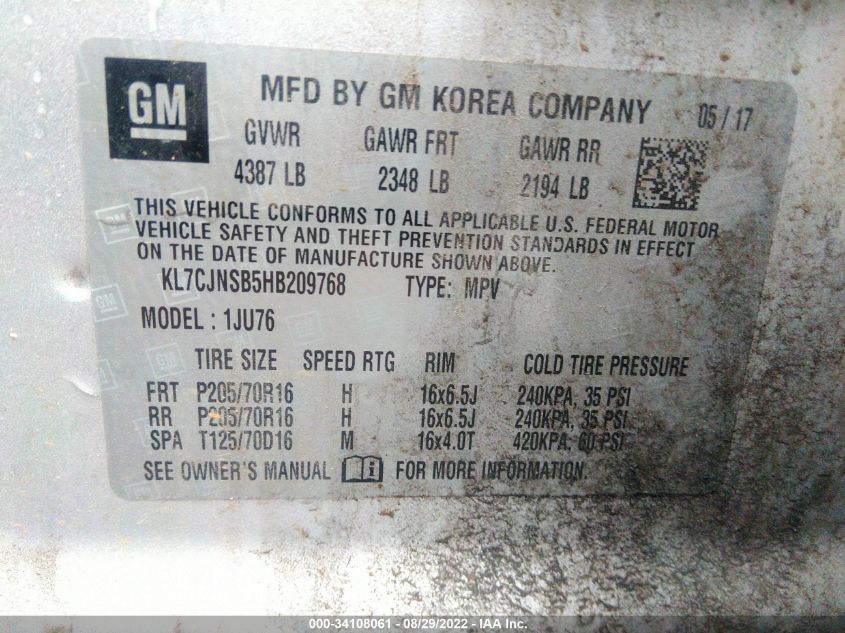 GM MFD BY GM KOREA COMPANY 05 / 17
GVWR GAWR FRT GAWR RR
4387 LB 2348 LB 2194 LB
THIS VEHICLE CONFORMS TO ALL APPLICABLE U.S. FEDERAL MOTOR
VEHICLE SAFETY AND THEFT PREVENTION STANDARDS IN EFFECT
ON THE DATE OF MANUFACTURE SHOWN ABOVE.
KL7CJNSB5HB209768 TYPE: MPV
MODEL : 1JU76
TIRE SIZE SPEED RTG RIM COLD TIRE PRESSURE
FRT P205/70R16 H 16x6.5J 240KPA, 35 PSI
RR P205/70R16 H 16x6.5J 240KPA, 35 PSI
SPA T125/70D16 M 16x4.0T 420KPA, 60 PSI
SEE OWNER'S MANUAL FOR MORE INFORMATION.
000-34108061 - 08/29/2022 - IAA Inc.